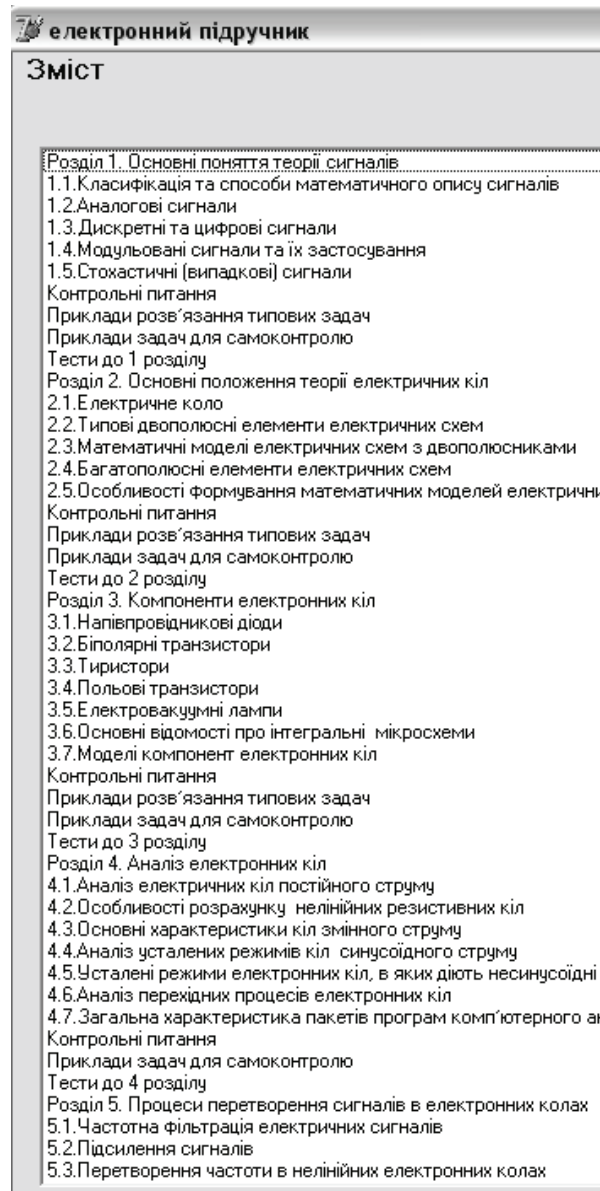 електронний підручник
Зміст
Розділ 1. Основні поняття теорії сигналів
1.1.Класифікація та способи математичного опису сигналів
1.2.Аналогові сигнали
1.3.Дискретні та цифрові сигнали
1.4.Модульовані сигнали та їх застосування
1.5.Стохастичні (випадкові) сигнали
Контрольні питання
Приклади розв´язання типових задач
Приклади задач для самоконтролю
Тести до 1 розділу
Розділ 2. Основні положення теорії електричних кіл
2.1.Електричне коло
2.2.Типові двополюсні елементи електричних схем
2.3.Математичні моделі електричних схем з двополюсниками
2.4.Багатополюсні елементи електричних схем
2.5.Особливості формування математичних моделей електрични
Контрольні питання
Приклади розв´язання типових задач
Приклади задач для самоконтролю
Тести до 2 розділу
Розділ 3. Компоненти електронних кіл
3.1.Напівпровідникові діоди
3.2.Біполярні транзистори
3.3.Тиристори
3.4.Польові транзистори
3.5.Електровакуумні лампи
3.6.Основні відомості про інтегральні  мікросхеми
3.7.Моделі компонент електронних кіл
Контрольні питання
Приклади розв´язання типових задач
Приклади задач для самоконтролю
Тести до 3 розділу
Розділ 4. Аналіз електронних кіл
4.1.Аналіз електричних кіл постійного струму
4.2.Особливості розрахунку  нелінійних резистивних кіл
4.3.Основні характеристики кіл змінного струму
4.4.Аналіз усталених режимів кіл  синусоїдного струму
4.5.Усталені режими електронних кіл, в яких діють несинусоїдні
4.6.Аналіз перехідних процесів електронних кіл
4.7.Загальна характеристика пакетів програм комп´ютерного ан
Контрольні питання
Приклади задач для самоконтролю
Тести до 4 розділу
Розділ 5. Процеси перетворення сигналів в електронних колах
5.1.Частотна фільтрація електричних сигналів
5.2.Підсилення сигналів
5.3.Перетворення частоти в нелінійних електронних колах